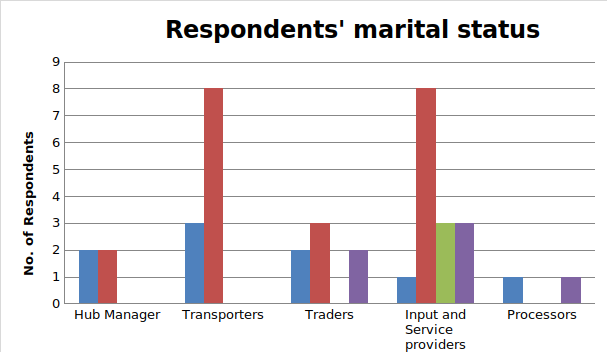 Respondents' marital status
No. of Respondents
9
8
7
6
5
4
3
2
1
0
Hub Manager
Transporters
Traders
Input and
Service
providers
Processors